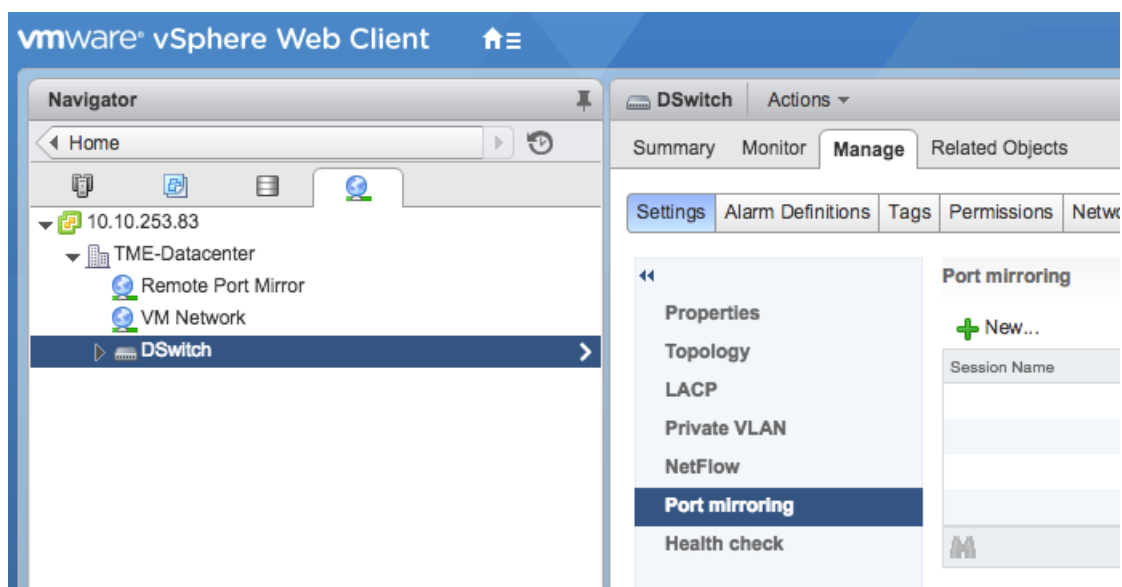 vmware® vSphere Web Client
Navigator
Home
10.10.253.83
TME-Datacenter
Remote Port Mirror
VM Network
DSwitch
DSwitch Actions
Summary Monitor Manage Related Objects
Settings Alarm Definitions Tags Permissions Netwo
Properties
Topology
LACP
Private VLAN
NetFlow
Port mirroring
Health check
Port mirroring
New...
Session Name